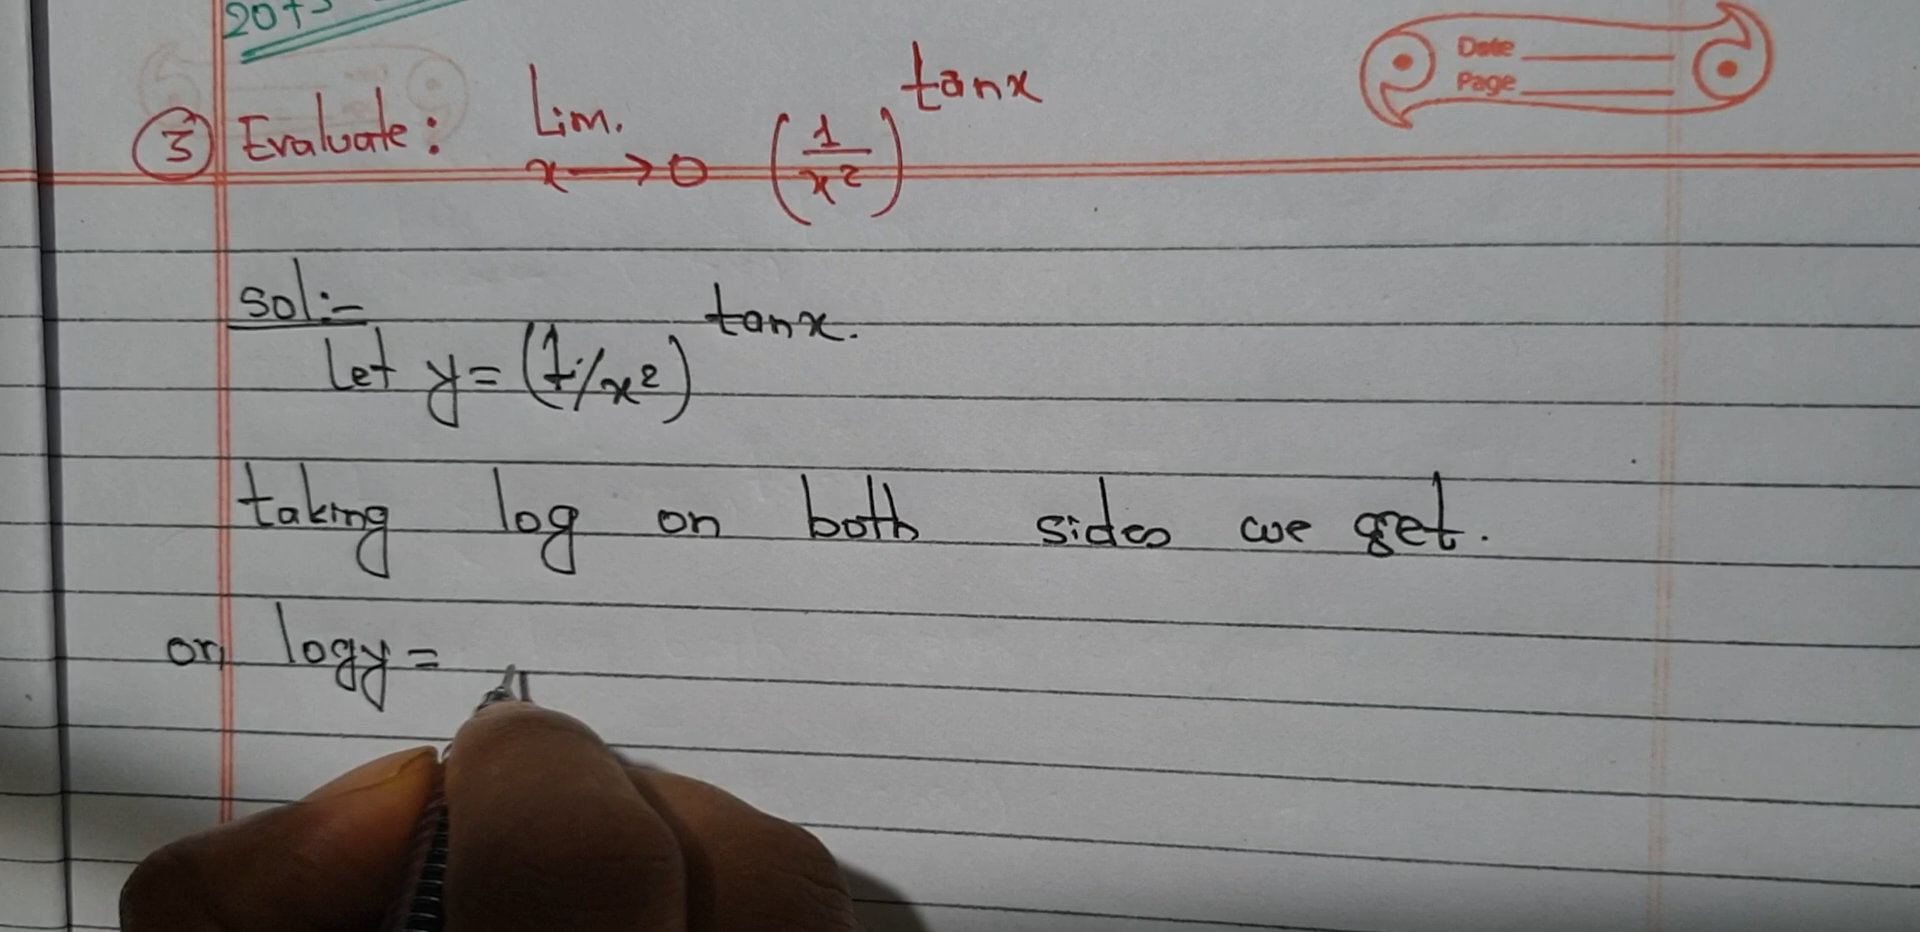 20+
Date
Page
③ Evaluate: Lim. x→0 (1/x²)^tanx
sol:-
Let y = (1/x²)^tanx.
taking log on both sides we get.
or, logy =